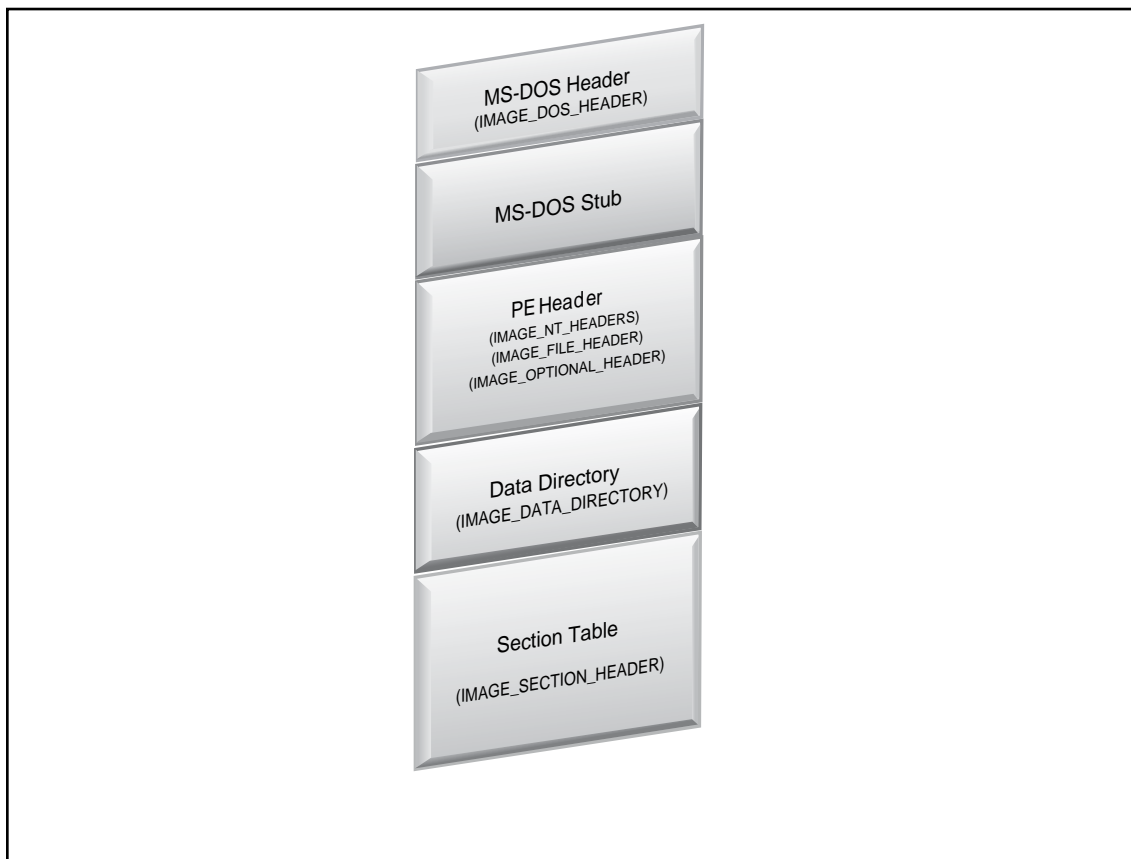 MS-DOS Header
(IMAGE_DOS_HEADER)
MS-DOS Stub
PE Header
(IMAGE_NT_HEADERS)
(IMAGE_FILE_HEADER)
(IMAGE_OPTIONAL_HEADER)
Data Directory
(IMAGE_DATA_DIRECTORY)
Section Table
(IMAGE_SECTION_HEADER)